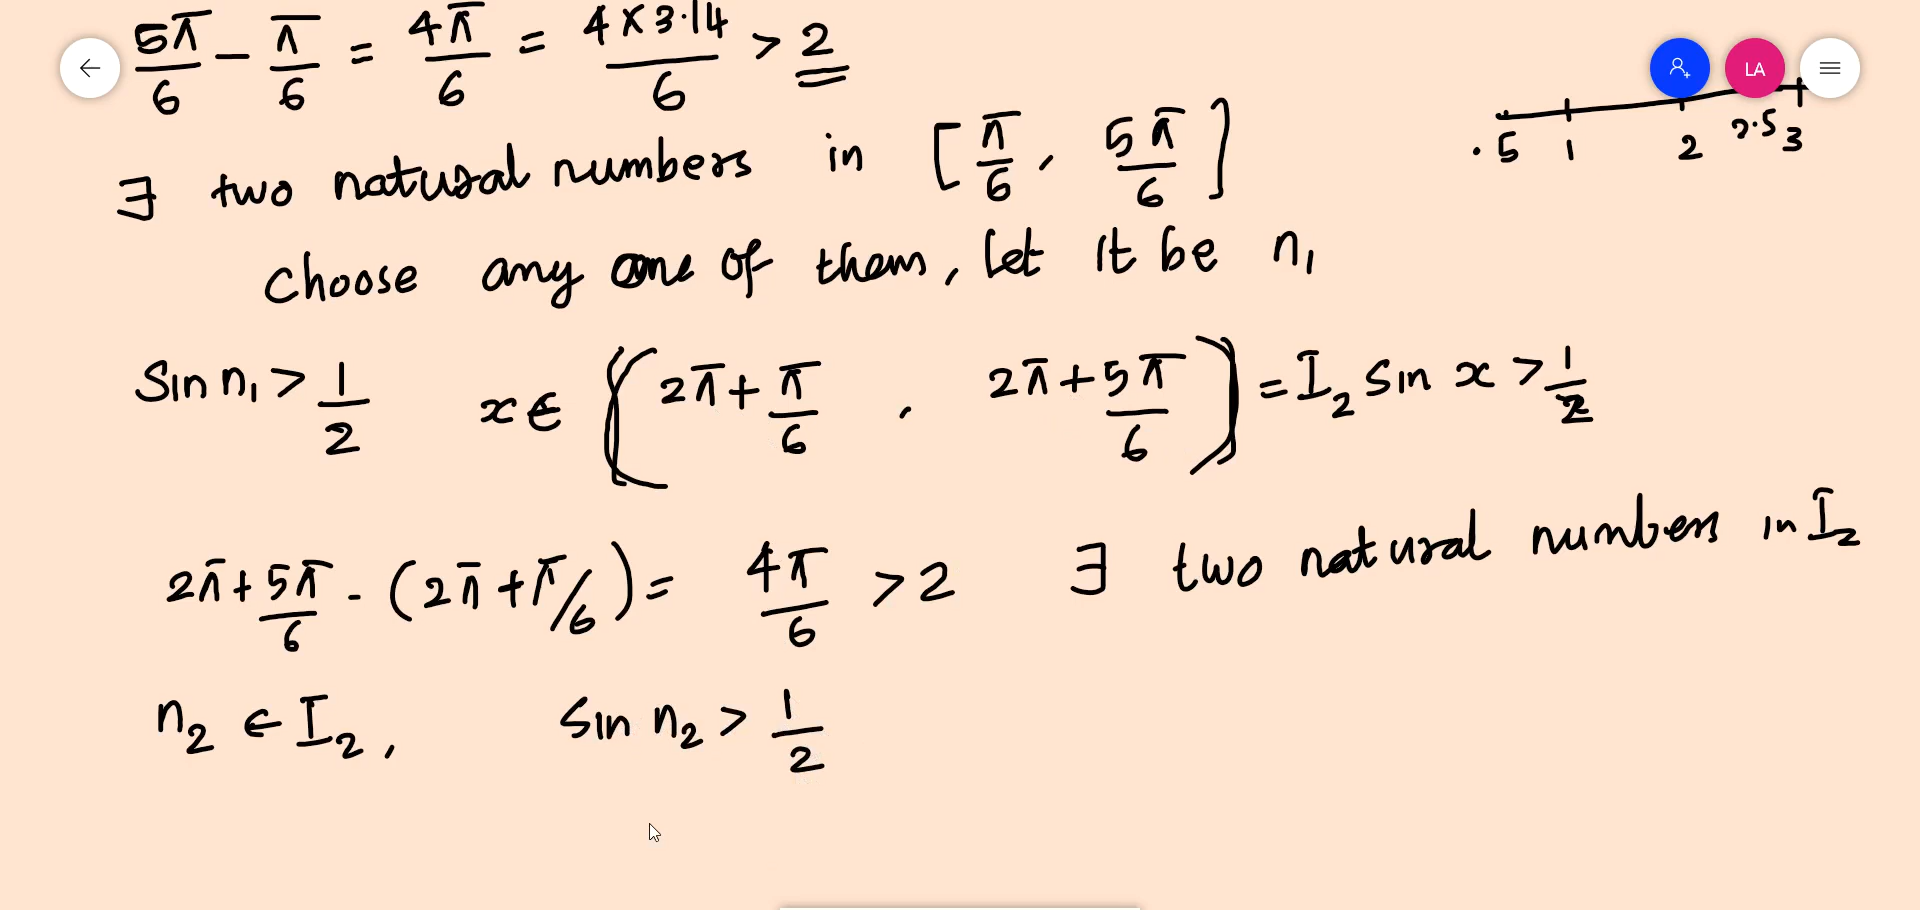 5π/6 - π/6 = 4π/6 = 4 x 3.14/6 > 2
LA
.5 1 2 2.5 3
∃ two natural numbers in [π/6, 5π/6]
choose any one of them, let it be n₁
Sin n₁ > 1/2 x ∈ (2π + π/6, 2π + 5π/6) = I₂ Sin x > 1/2
2π + 5π/6 - (2π + π/6) = 4π/6 > 2 ∃ two natural numbers in I₂
n₂ ∈ I₂, Sin n₂ > 1/2